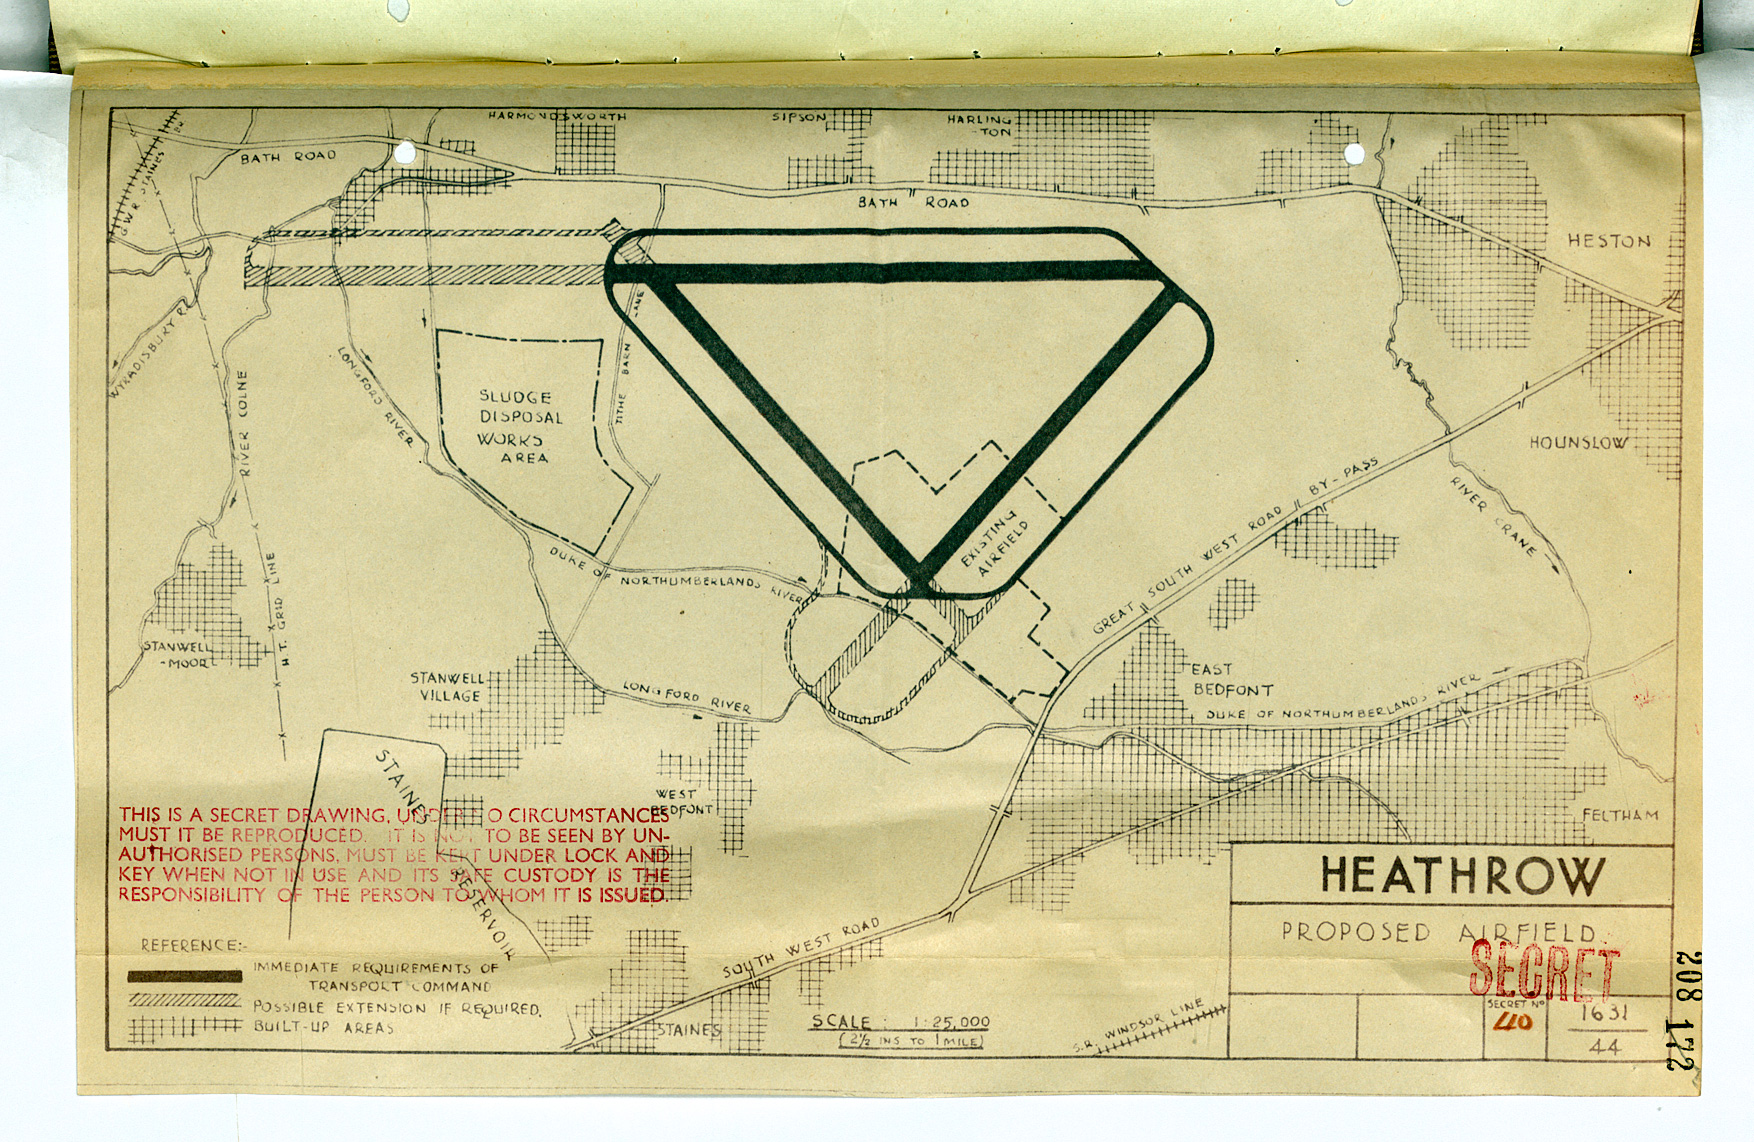 HARMONDSWORTH
SIPSON
HARLING
-TON
BATH ROAD
G.W.R. STAINES BR.
BATH ROAD
HESTON
WYRADISBURY R.
RIVER COLNE
LONGFORD RIVER
TITHE BARN LANE
SLUDGE
DISPOSAL
WORKS
AREA
HOUNSLOW
RIVER CRANE
GREAT SOUTH WEST ROAD BY-PASS
EXISTING
AIRFIELD
DUKE OF NORTHUMBERLANDS RIVER
H.T. GRID LINE
STANWELL
-MOOR
STANWELL
VILLAGE
LONGFORD RIVER
EAST
BEDFONT
DUKE OF NORTHUMBERLANDS RIVER
STAINES RESERVOIR
WEST
BEDFONT
FELTHAM
THIS IS A SECRET DRAWING, UNDER NO CIRCUMSTANCES
MUST IT BE REPRODUCED. IT IS NOT TO BE SEEN BY UN-
AUTHORISED PERSONS, MUST BE KEPT UNDER LOCK AND
KEY WHEN NOT IN USE AND ITS SAFE CUSTODY IS THE
RESPONSIBILITY OF THE PERSON TO WHOM IT IS ISSUED.
REFERENCE:-
IMMEDIATE REQUIREMENTS OF
TRANSPORT COMMAND
POSSIBLE EXTENSION IF REQUIRED.
BUILT-UP AREAS
SOUTH WEST ROAD
STAINES
SCALE : 1:25,000
(2½ INS TO 1 MILE)
S.R. WINDSOR LINE
HEATHROW
PROPOSED AIRFIELD.
SECRET
SECRET No
40
1631
44
208 172